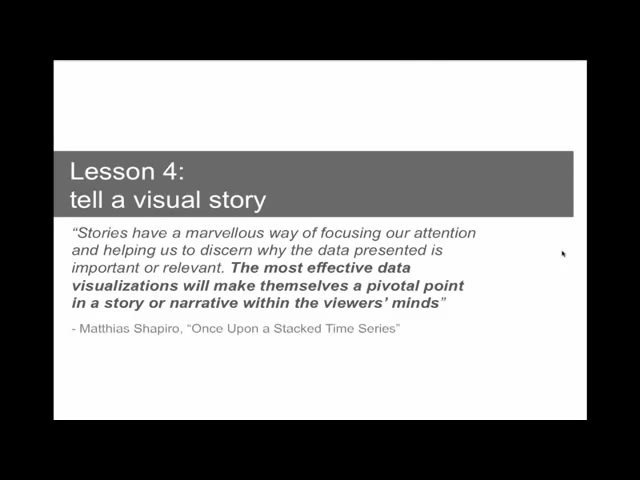 Lesson 4:
tell a visual story
“Stories have a marvellous way of focusing our attention
and helping us to discern why the data presented is
important or relevant. The most effective data
visualizations will make themselves a pivotal point
in a story or narrative within the viewers’ minds”
- Matthias Shapiro, “Once Upon a Stacked Time Series”